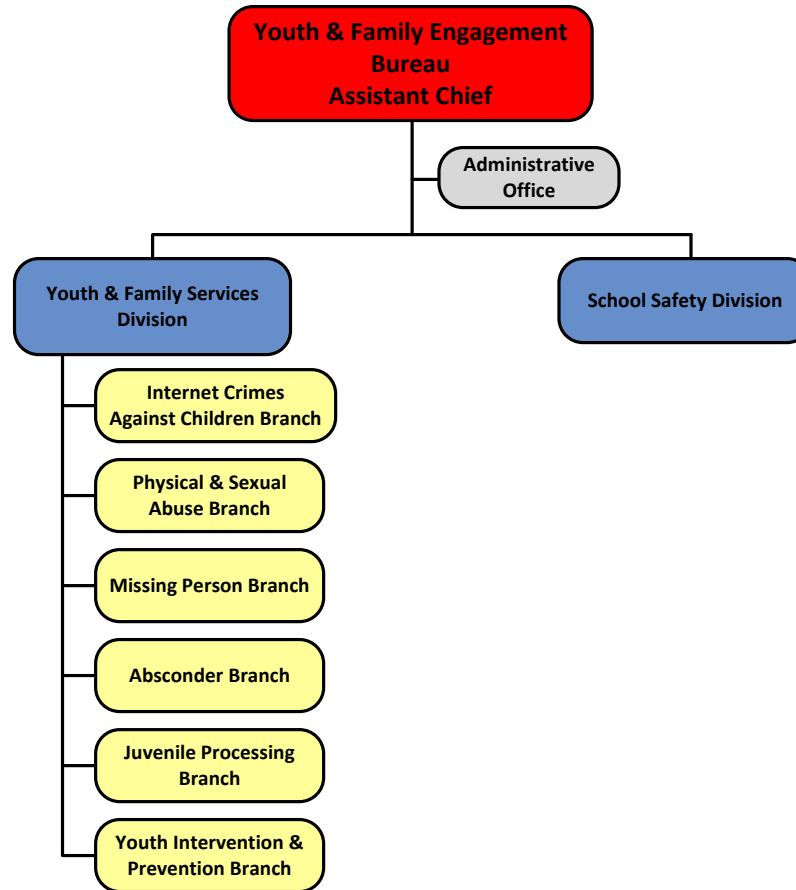 Youth & Family Engagement
Bureau
Assistant Chief
Administrative
Office
Youth & Family Services
Division
School Safety Division
Internet Crimes
Against Children Branch
Physical & Sexual
Abuse Branch
Missing Person Branch
Absconder Branch
Juvenile Processing
Branch
Youth Intervention &
Prevention Branch